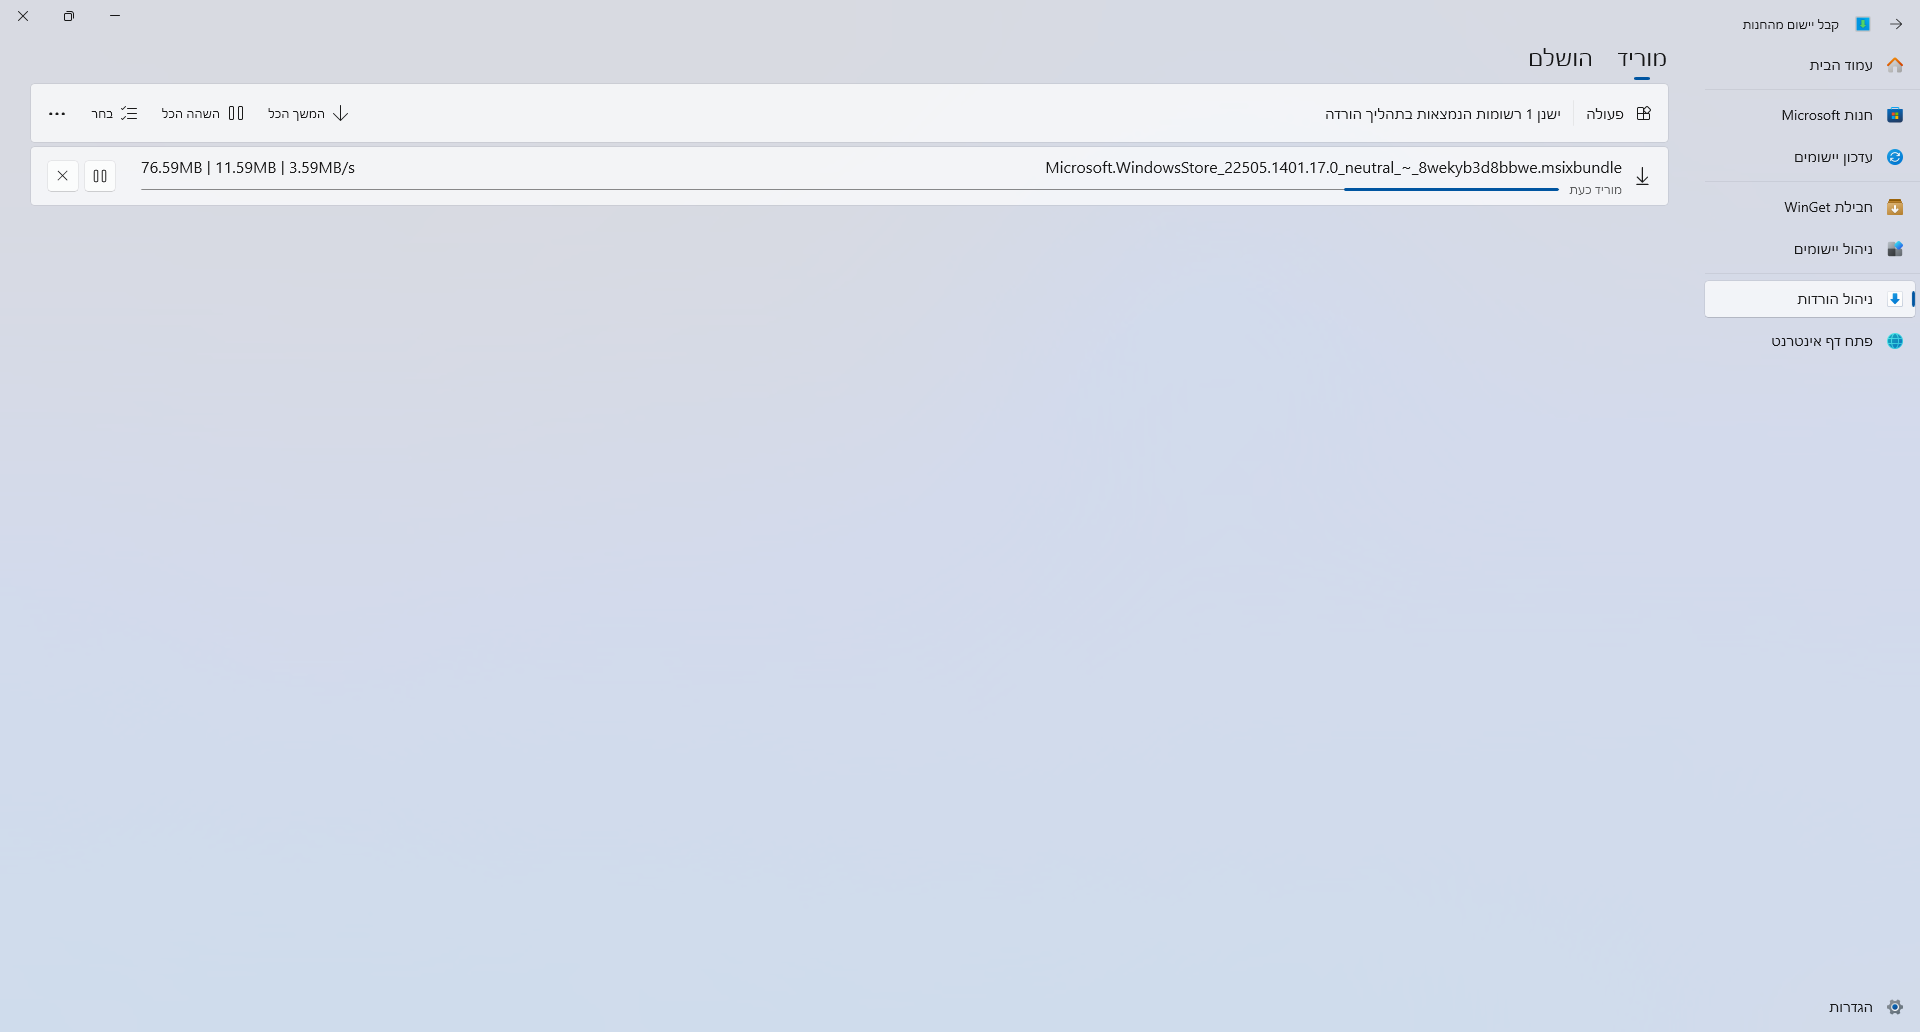 קבל יישום מהחנות
עמוד הבית
חנות Microsoft
עדכון יישומים
חבילת WinGet
ניהול יישומים
ניהול הורדות
פתח דף אינטרנט
הגדרות
מוריד הושלם
פעולה ישנן 1 רשומות הנמצאות בתהליך הורדה המשך הכל השהה הכל בחר
Microsoft.WindowsStore_22505.1401.17.0_neutral_~_8wekyb3d8bbwe.msixbundle 76.59MB | 11.59MB | 3.59MB/s
מוריד כעת